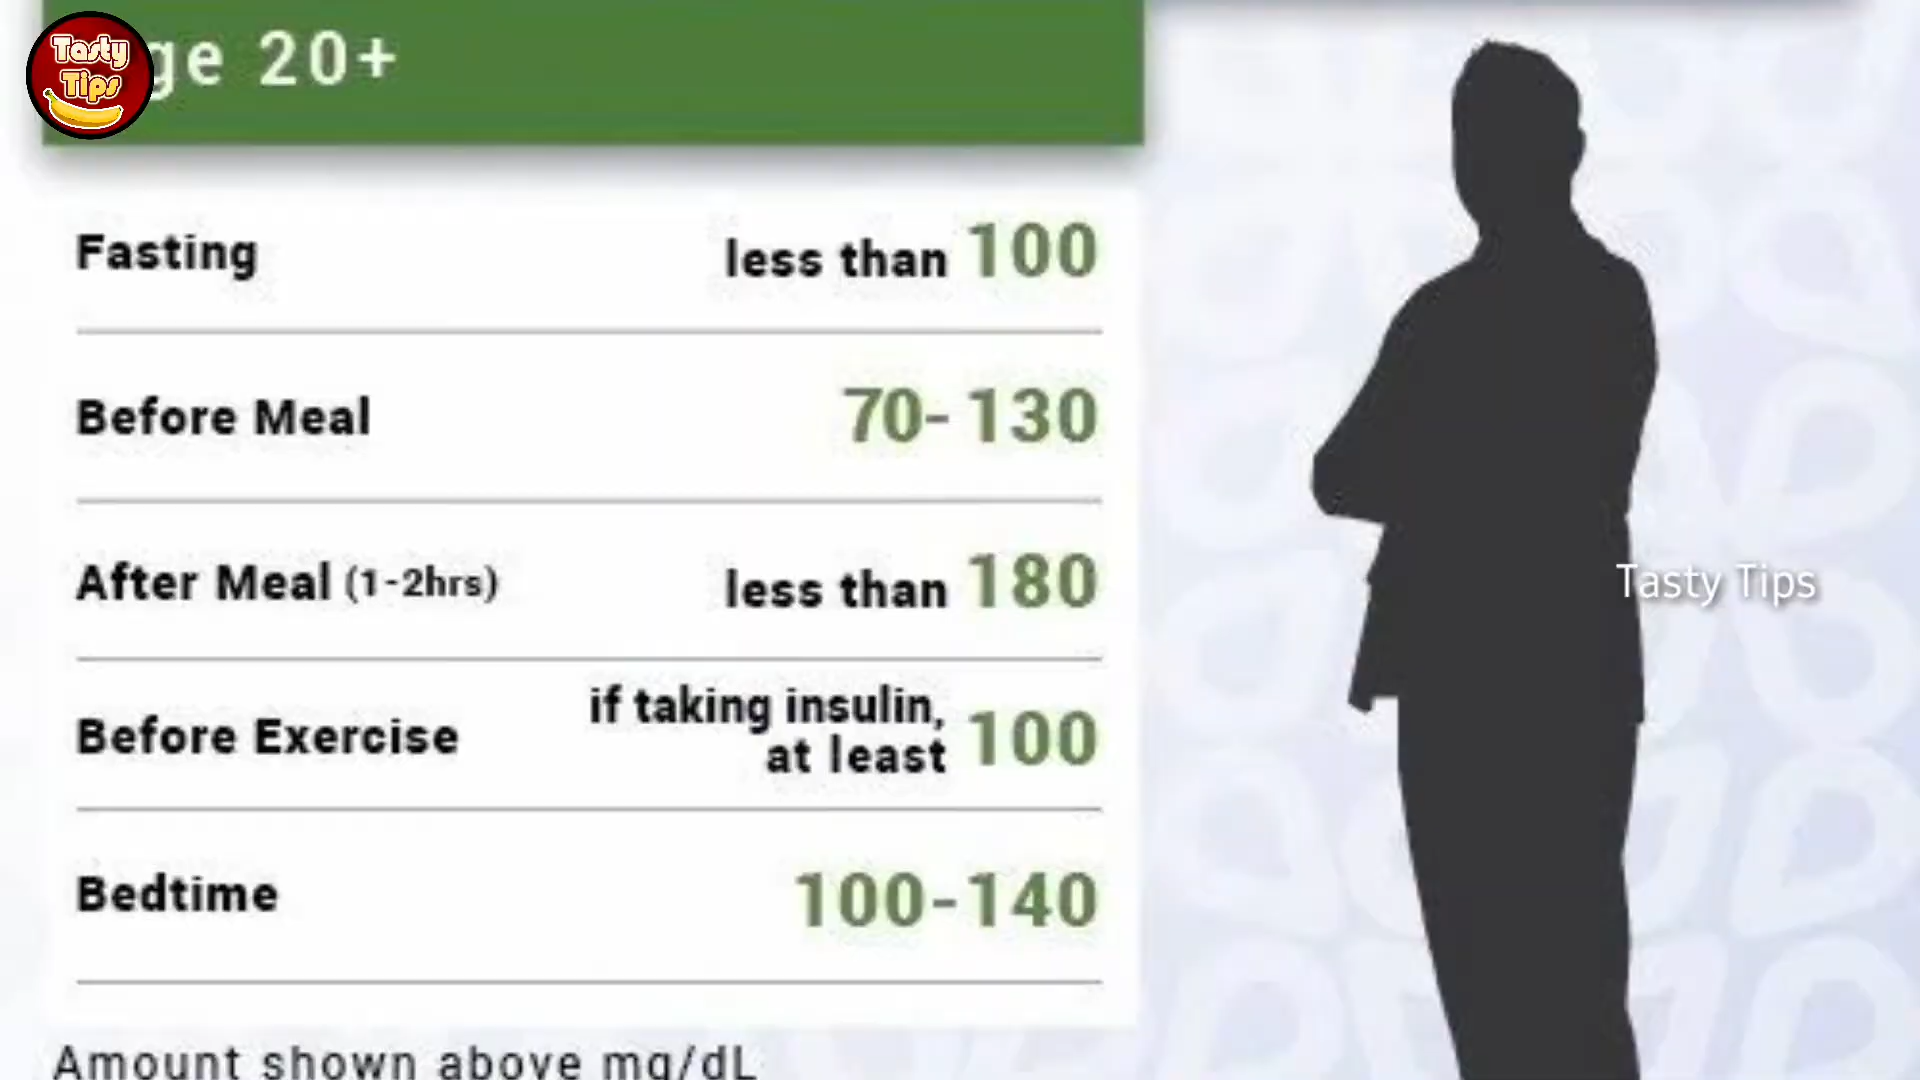 Tasty
Tips
ge 20+
Fasting less than 100
Before Meal 70-130
After Meal (1-2hrs) less than 180
Before Exercise if taking insulin,
at least 100
Bedtime 100-140
Tasty Tips
Amount shown above mg/dL